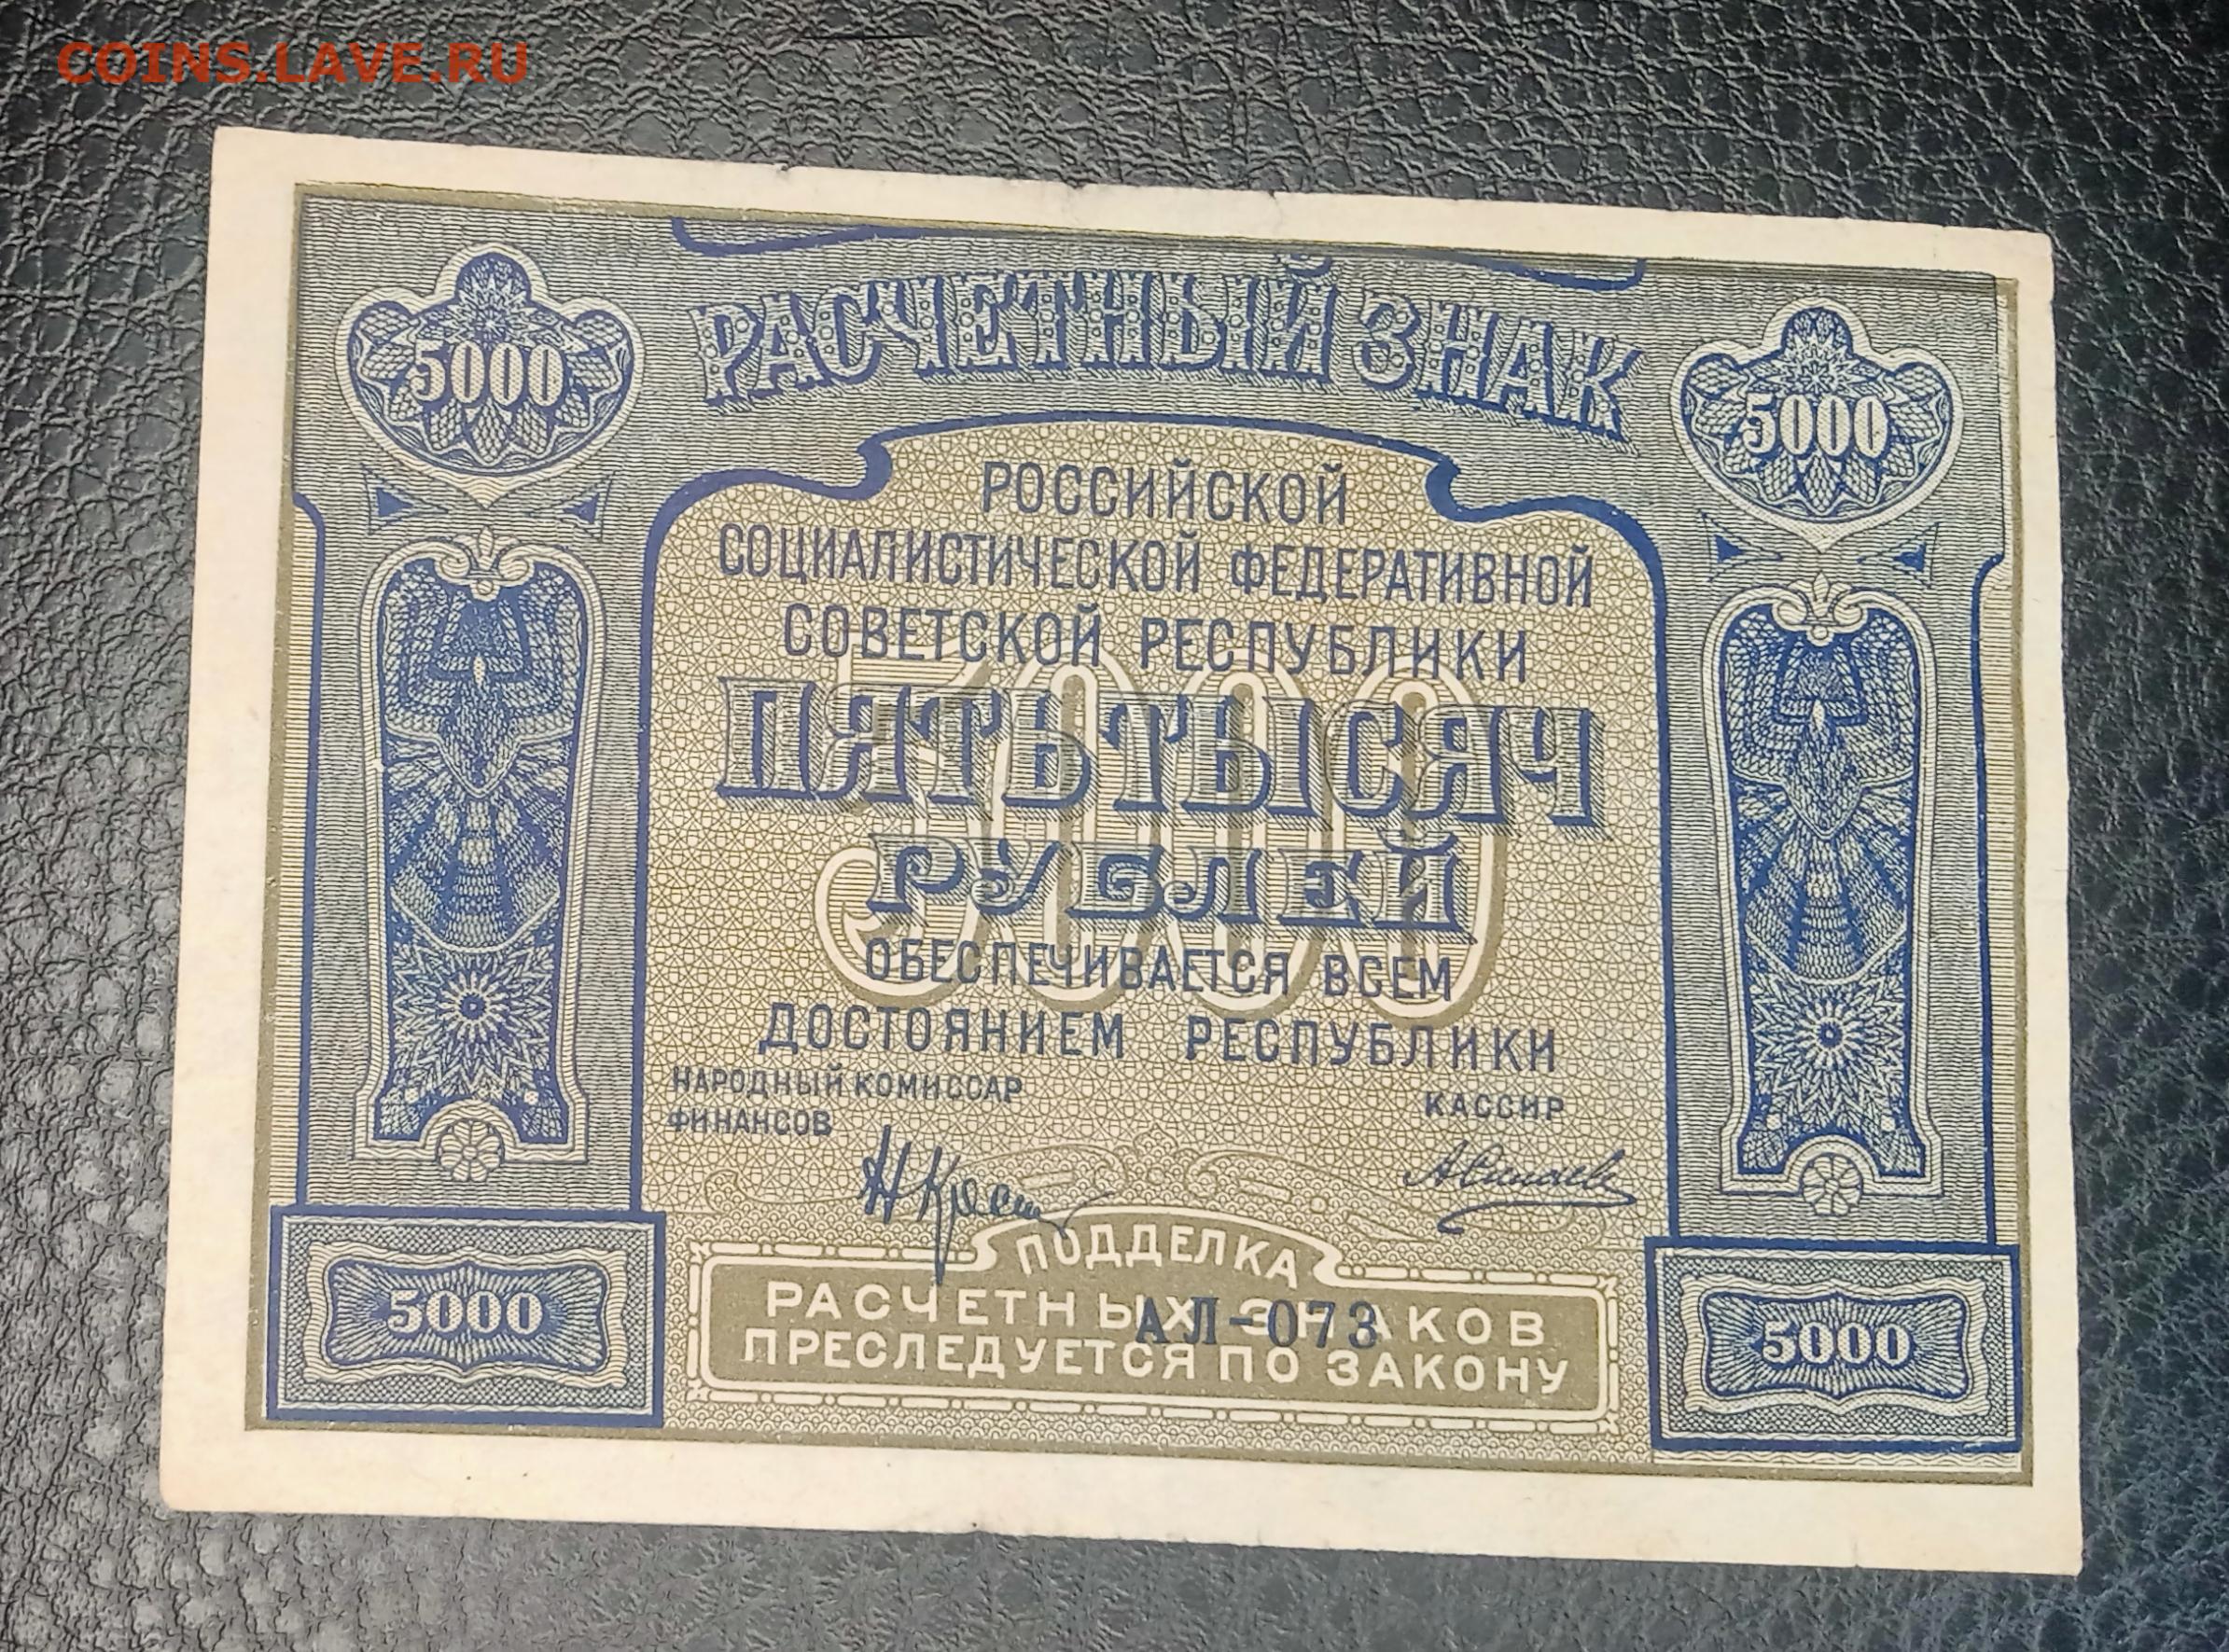 COINS.LAVE.RU
РАСЧЕТНЫЙ ЗНАК
5000
5000
РОССИЙСКОЙ
СОЦИАЛИСТИЧЕСКОЙ ФЕДЕРАТИВНОЙ
СОВЕТСКОЙ РЕСПУБЛИКИ
5000
ПЯТЬ ТЫСЯЧ
РУБЛЕЙ
ОБЕСПЕЧИВАЕТСЯ ВСЕМ
ДОСТОЯНИЕМ РЕСПУБЛИКИ
НАРОДНЫЙ КОМИССАР
ФИНАНСОВ
КАССИР
ПОДДЕЛКА
РАСЧЕТНЫХ ЗНАКОВ
ПРЕСЛЕДУЕТСЯ ПО ЗАКОНУ
АЛ-073
5000
5000